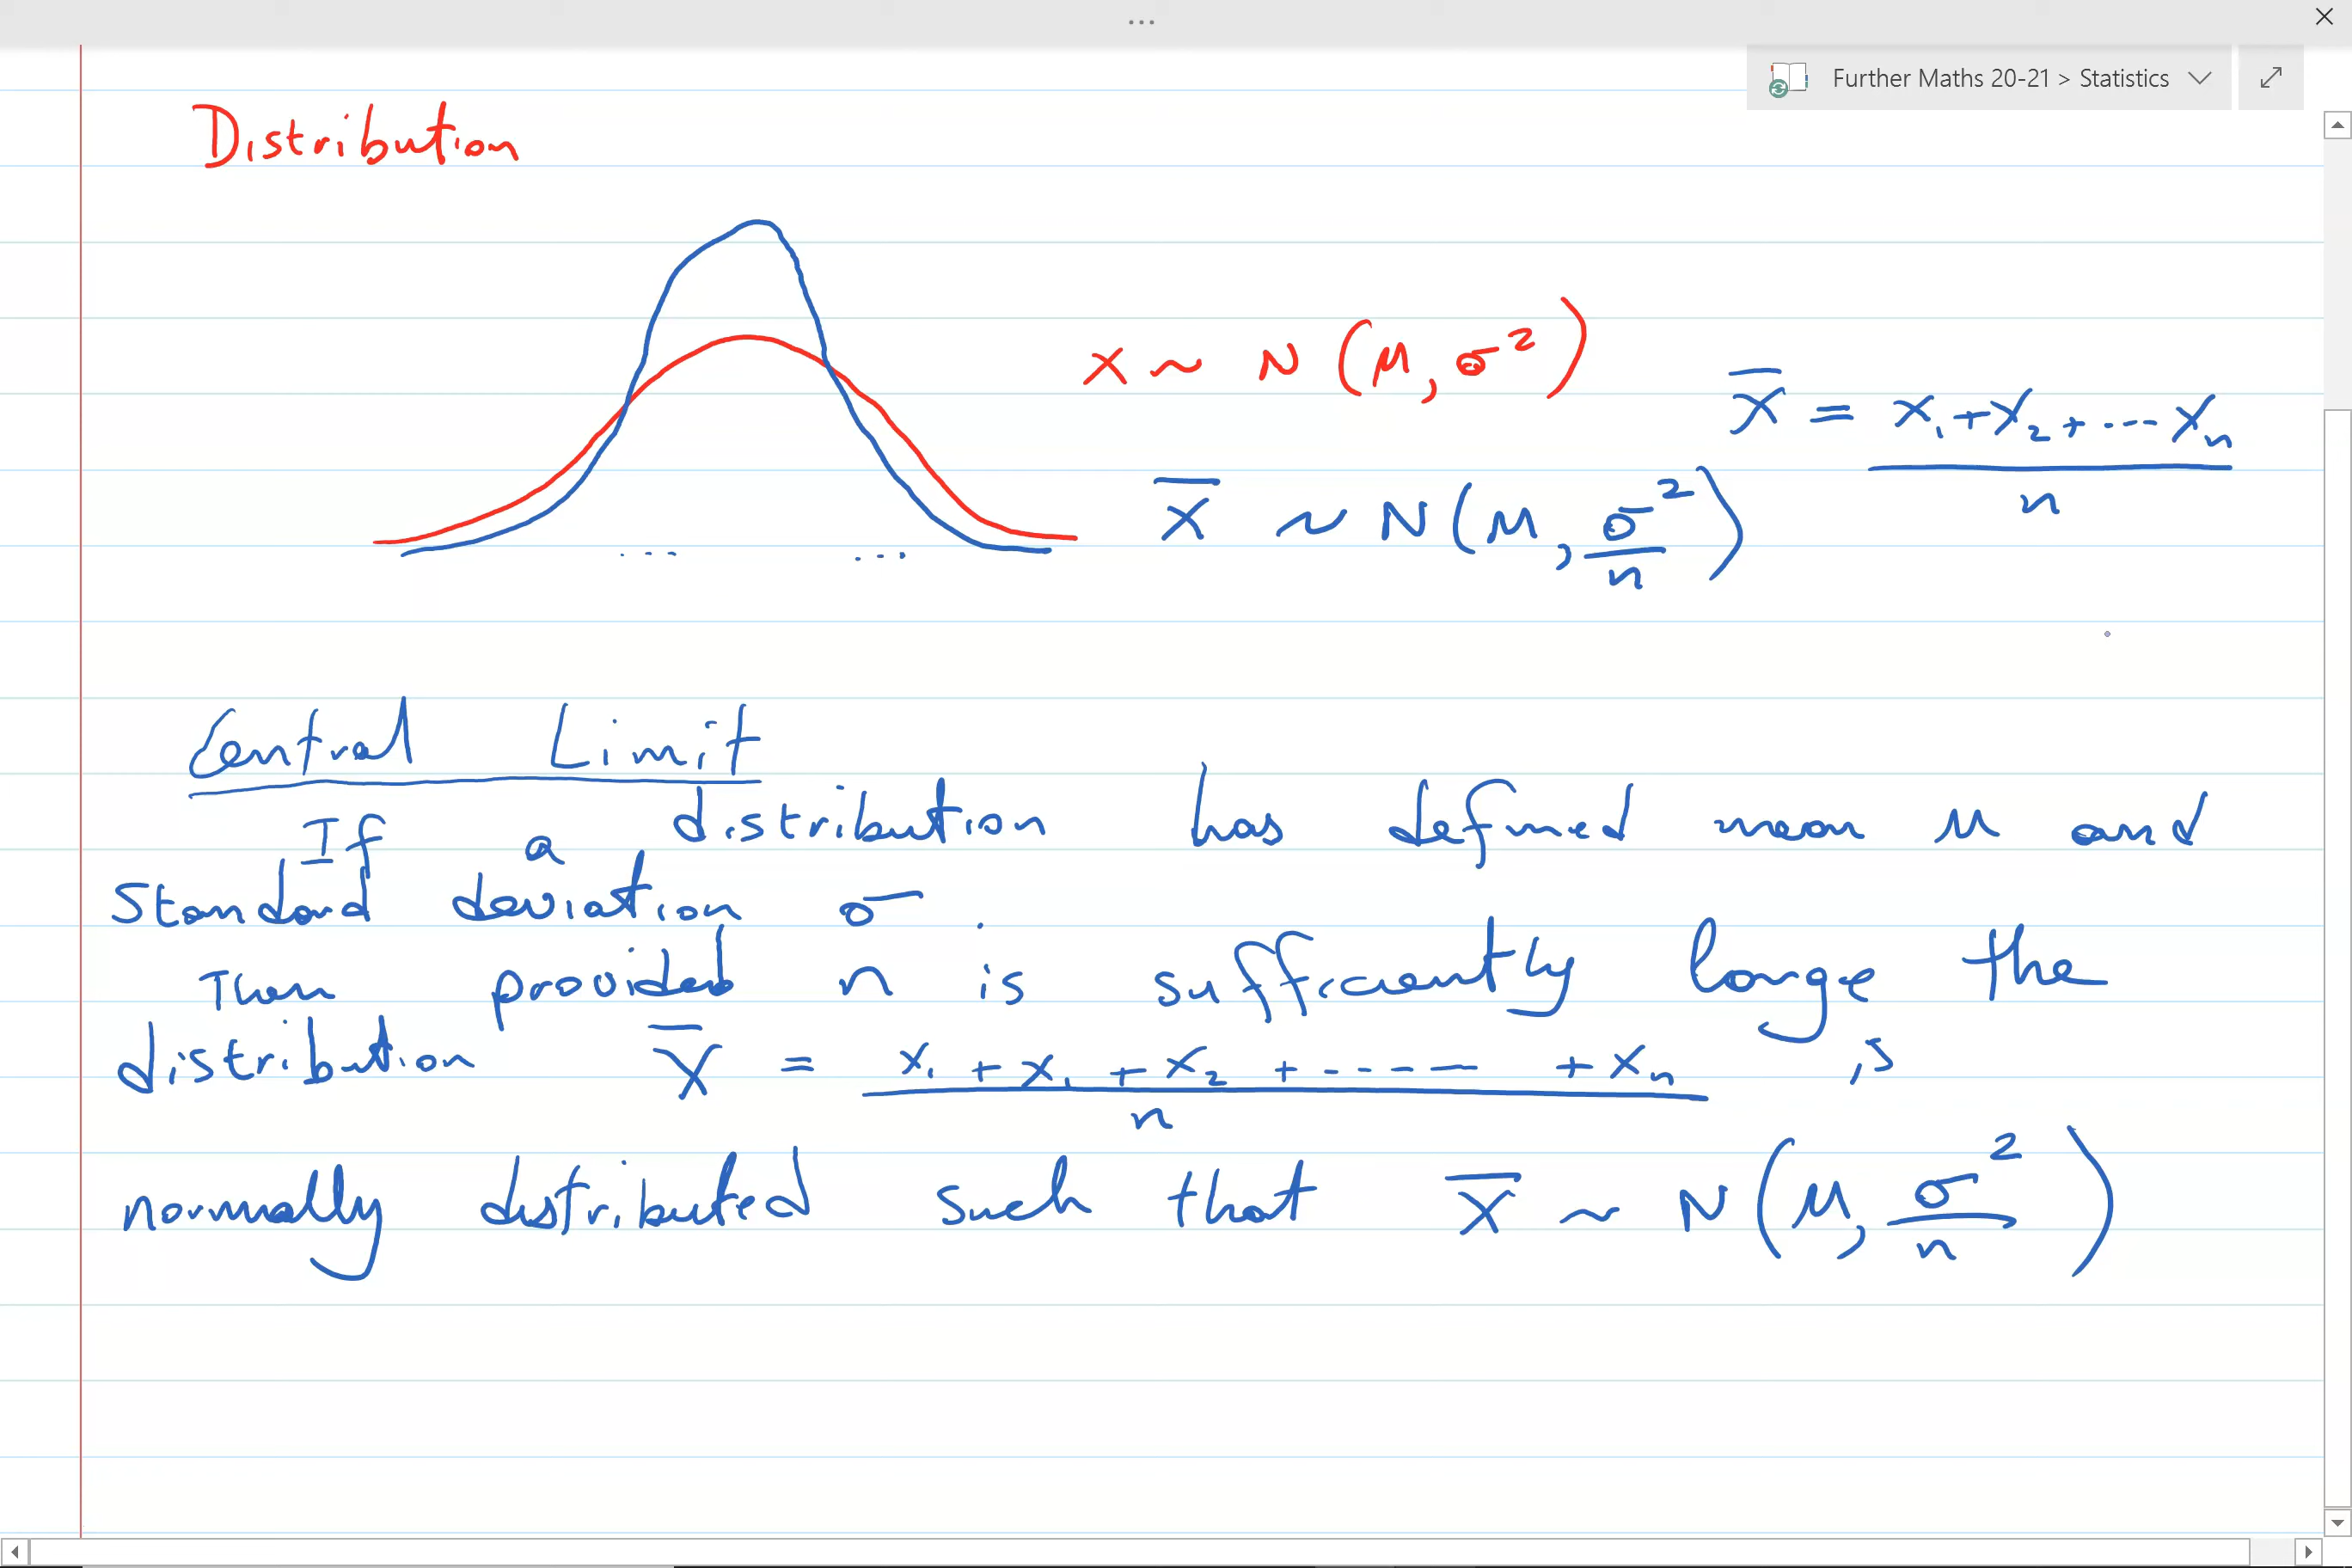 Further Maths 20-21 > Statistics
Distribution
X ~ N(μ, σ²)
X̄ = X₁ + X₂ + ... Xₙ / n
X̄ ~ N(μ, σ²/n)
Central Limit
If a distribution has defined mean μ and
standard deviation σ
Then provided n is sufficiently large the
distribution X̄ = X₁ + X₁ + X₂ + ------ + Xₙ / n is
normally distributed such that X̄ ~ N(μ, σ²/n)